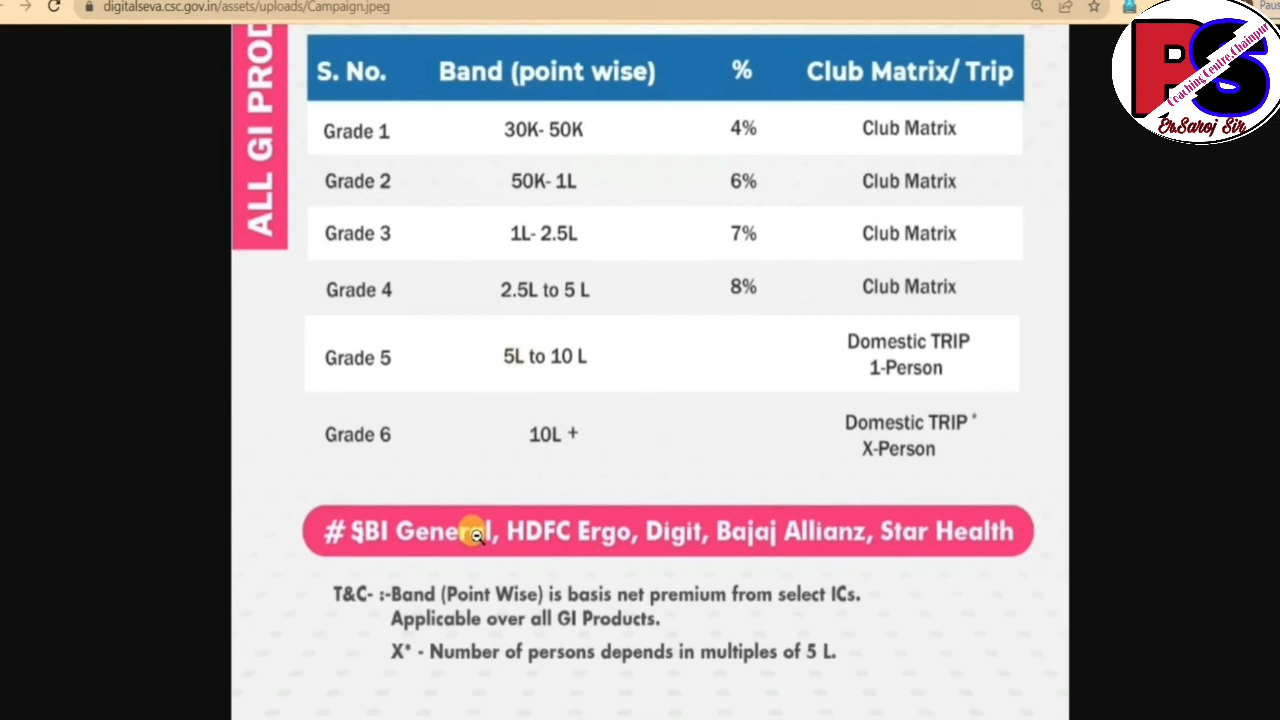 digitalseva.csc.gov.in/assets/uploads/Campaign.jpeg
Paus
PS
Coaching Centre, Chainpur
Er.Saroj Sir
ALL GI PROD
S. No. Band (point wise) % Club Matrix/ Trip
Grade 1 30K- 50K 4% Club Matrix
Grade 2 50K- 1L 6% Club Matrix
Grade 3 1L- 2.5L 7% Club Matrix
Grade 4 2.5L to 5 L 8% Club Matrix
Grade 5 5L to 10 L Domestic TRIP
1-Person
Grade 6 10L + Domestic TRIP *
X-Person
# SBI General, HDFC Ergo, Digit, Bajaj Allianz, Star Health
T&C- :-Band (Point Wise) is basis net premium from select ICs.
Applicable over all GI Products.
X* - Number of persons depends in multiples of 5 L.